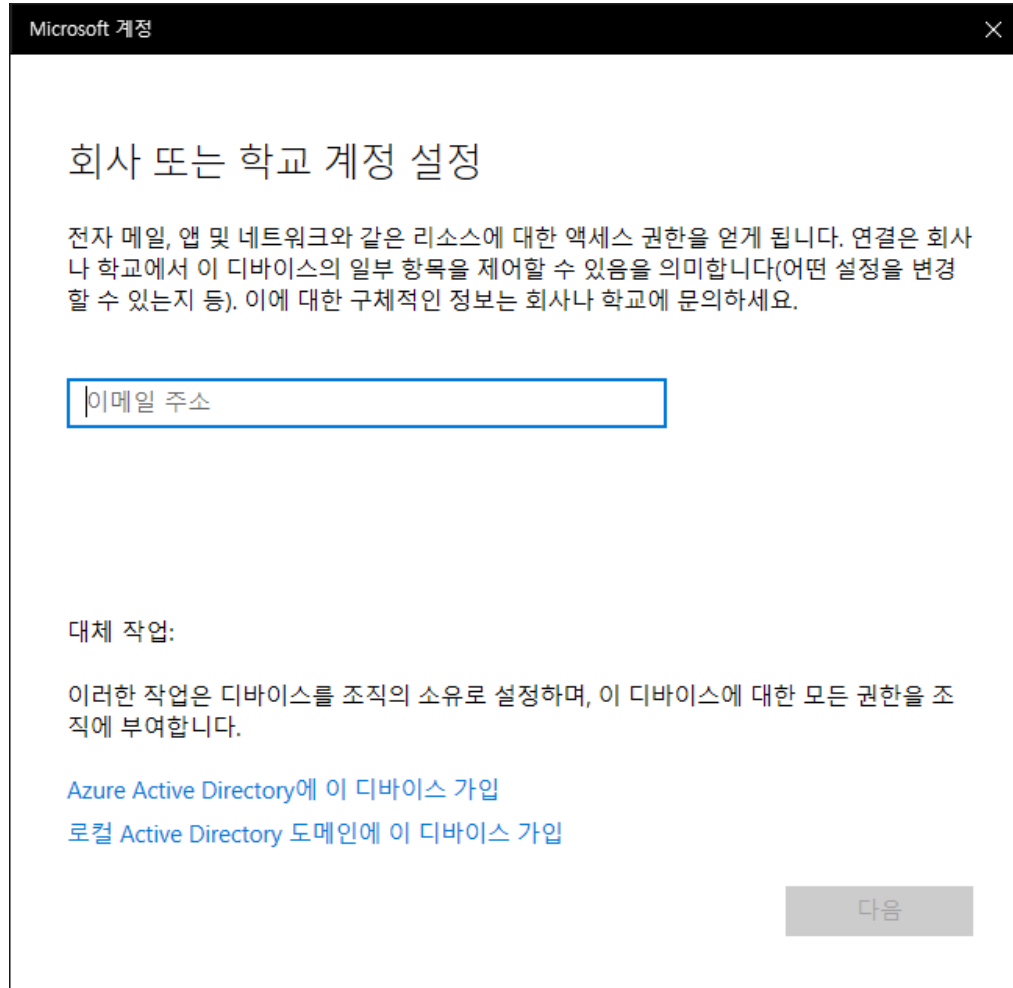 Microsoft 계정
회사 또는 학교 계정 설정
전자 메일, 앱 및 네트워크와 같은 리소스에 대한 액세스 권한을 얻게 됩니다. 연결은 회사
나 학교에서 이 디바이스의 일부 항목을 제어할 수 있음을 의미합니다(어떤 설정을 변경
할 수 있는지 등). 이에 대한 구체적인 정보는 회사나 학교에 문의하세요.
이메일 주소
대체 작업:
이러한 작업은 디바이스를 조직의 소유로 설정하며, 이 디바이스에 대한 모든 권한을 조
직에 부여합니다.
Azure Active Directory에 이 디바이스 가입
로컬 Active Directory 도메인에 이 디바이스 가입
다음